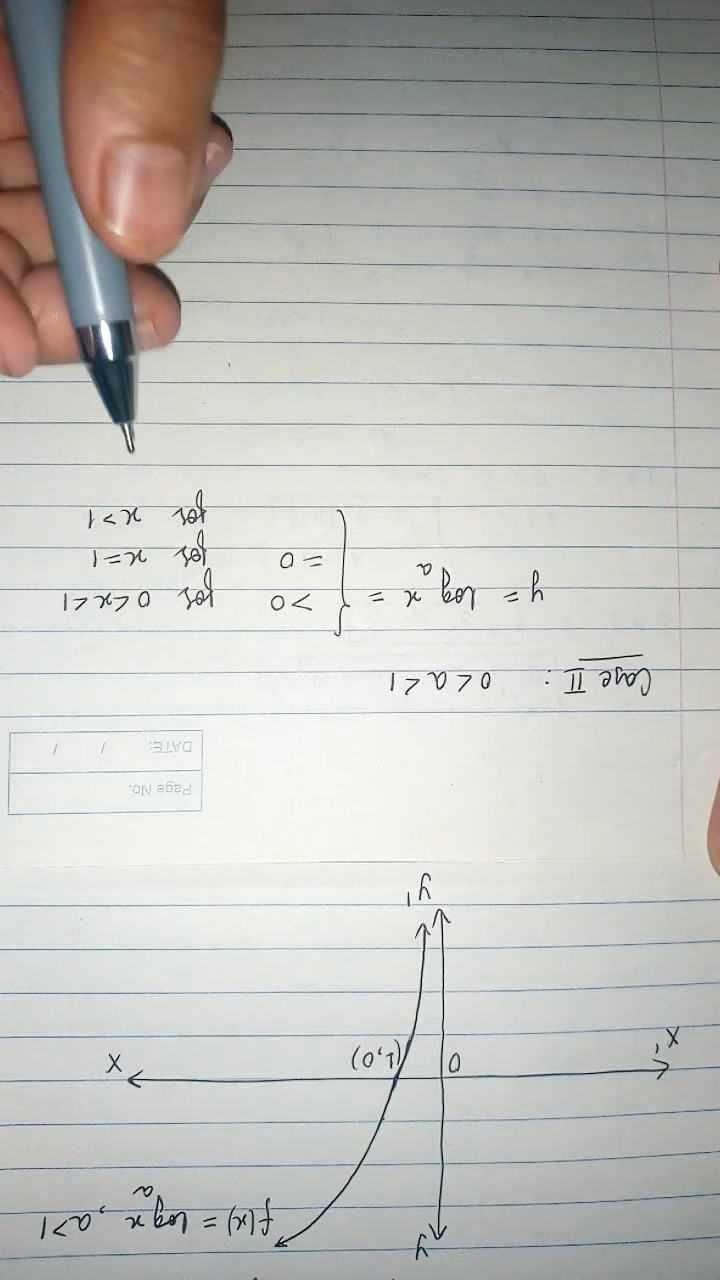 y
f(x) = log_a x, a>1
X' O (1,0) X
y'
Page No.
DATE: / /
Case II : 0 < a < 1
> 0 for 0 < x < 1
y = log_a x = { = 0 for x = 1
for x > 1